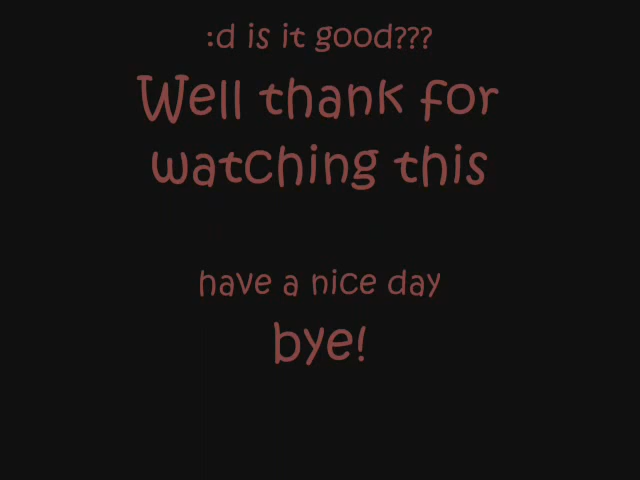 :d is it good???
Well thank for
watching this
have a nice day
bye!